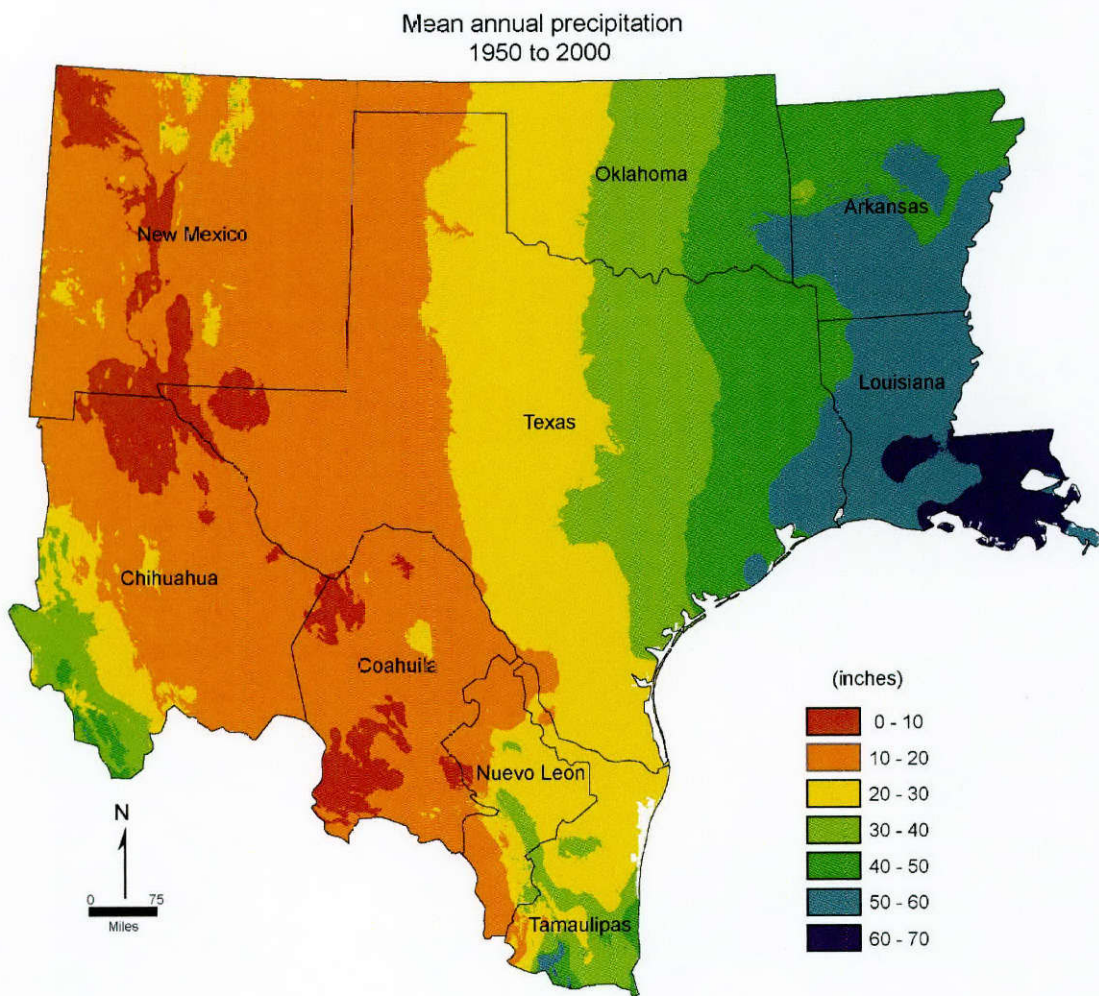 Mean annual precipitation
1950 to 2000
Oklahoma
Arkansas
New Mexico
Louisiana
Texas
Chihuahua
Coahuila
Nuevo León
Tamaulipas
N
0 75
Miles
(inches)
0 - 10
10 - 20
20 - 30
30 - 40
40 - 50
50 - 60
60 - 70